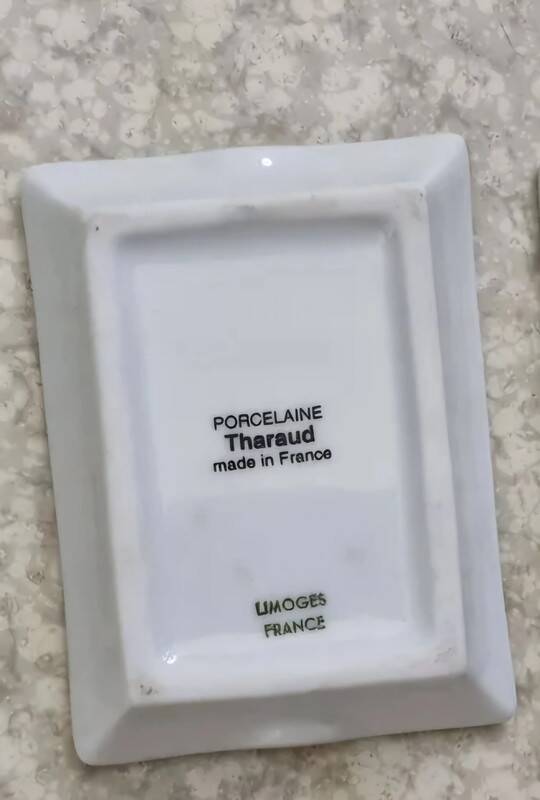 PORCELAINE
Tharaud
made in France
LIMOGES
FRANCE